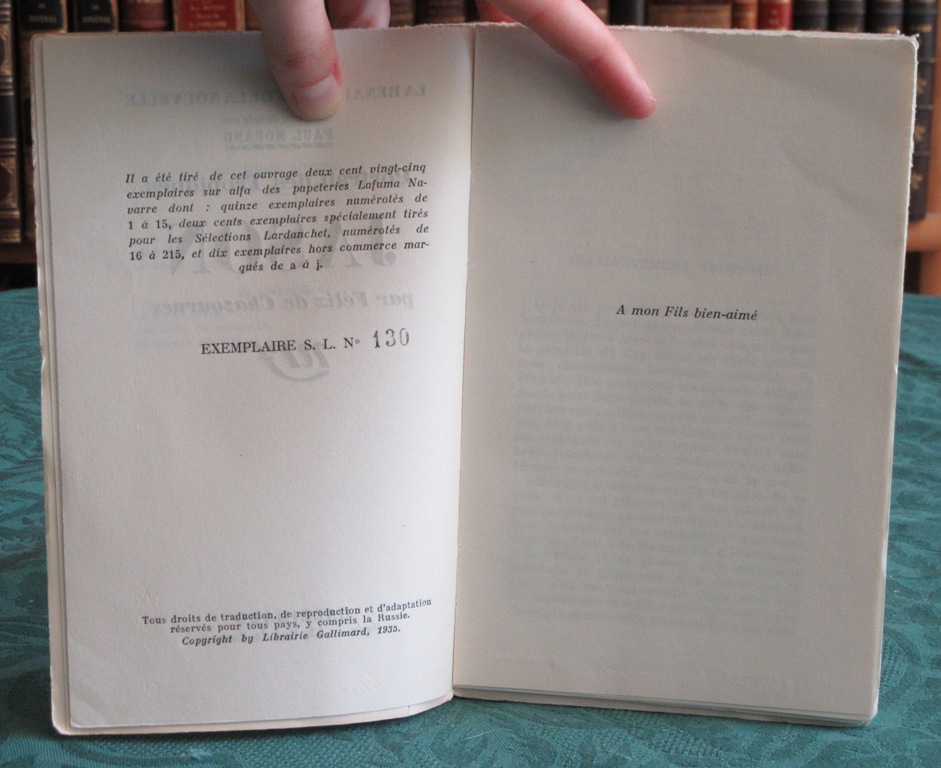 Il a été tiré de cet ouvrage deux cent vingt-cinq
exemplaires sur alfa des papeteries Lafuma Na-
varre dont : quinze exemplaires numérotés de
1 à 15, deux cents exemplaires spécialement tirés
pour les Sélections Lardanchet, numérotés de
16 à 215, et dix exemplaires hors commerce mar-
qués de a à j.
EXEMPLAIRE S. L. N° 130
Tous droits de traduction, de reproduction et d'adaptation
réservés pour tous pays, y compris la Russie.
Copyright by Librairie Gallimard, 1935.
A mon Fils bien-aimé